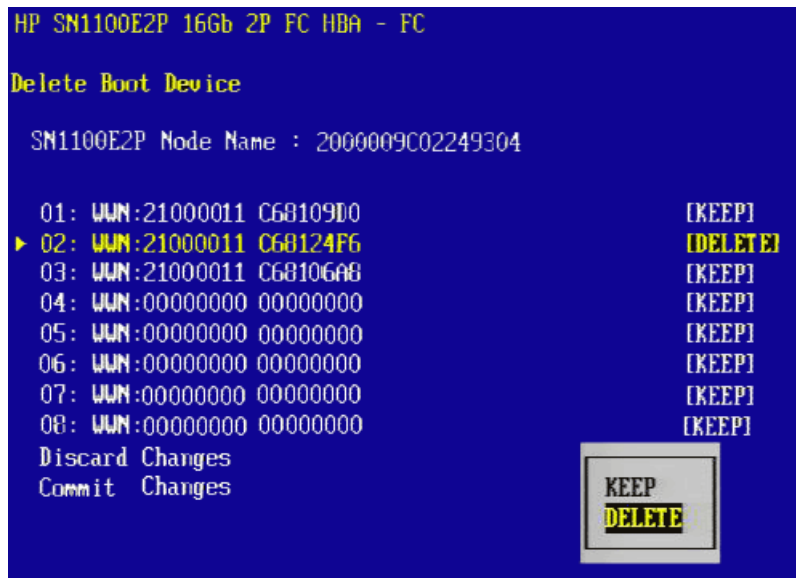 HP SN1100E2P 16Gb 2P FC HBA - FC
Delete Boot Device
SN1100E2P Node Name : 2000009C02249304
01: WWN:21000011 C68109D0 [KEEP]
▶ 02: WWN:21000011 C68124F6 [DELETE]
03: WWN:21000011 C68106A8 [KEEP]
04: WWN:00000000 00000000 [KEEP]
05: WWN:00000000 00000000 [KEEP]
06: WWN:00000000 00000000 [KEEP]
07: WWN:00000000 00000000 [KEEP]
08: WWN:00000000 00000000 [KEEP]
Discard Changes
Commit Changes
KEEP
DELETE